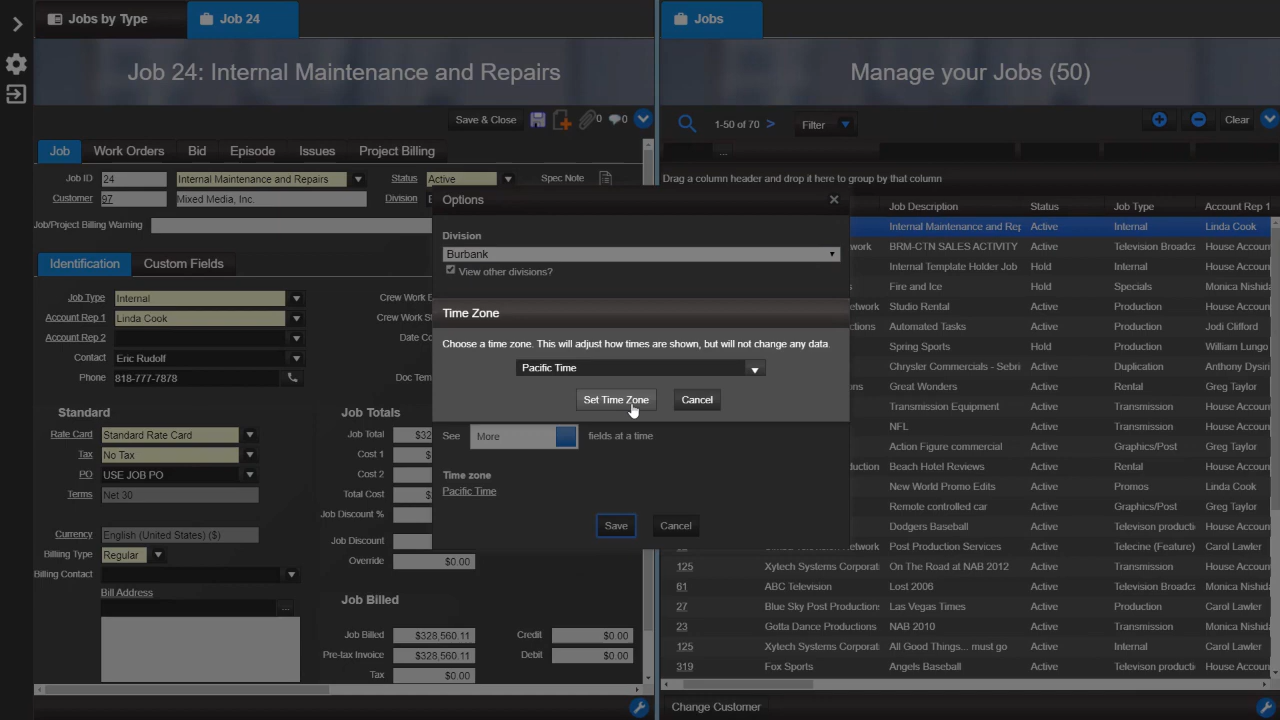 Jobs by Type
Job 24
Job 24: Internal Maintenance and Repairs
Save & Close
0
0
Job
Work Orders
Bid
Episode
Issues
Project Billing
Job ID 24 Internal Maintenance and Repairs
Status Active
Spec Note
Customer 97 Mixed Media, Inc.
Division
Job/Project Billing Warning
Identification
Custom Fields
Job Type Internal
Account Rep 1 Linda Cook
Account Rep 2
Contact Eric Rudolf
Phone 818-777-7878
Crew Work
Crew Work
Date
Doc
Standard
Rate Card Standard Rate Card
Tax No Tax
PO USE JOB PO
Terms Net 30
Currency English (United States) ($)
Billing Type Regular
Billing Contact
Bill Address
...
Job Totals
Job Total
Cost 1
Cost 2
Total Cost
Job Discount %
Job Discount
Override $0.00
Job Billed
Job Billed $328,560.11
Credit $0.00
Pre-tax Invoice $328,560.11
Debit $0.00
Tax $0.00
Options
Division
Burbank
View other divisions?
Time Zone
Choose a time zone. This will adjust how times are shown, but will not change any data.
Pacific Time
Set Time Zone
Cancel
See More fields at a time
Time zone
Pacific Time
Save
Cancel
Jobs
Manage your Jobs (50)
1-50 of 70 >
Filter
Clear
...
Drag a column header and drop it here to group by that column
Job Description Status Job Type Account Rep 1
Internal Maintenance and Rep Active Internal Linda Cook
BRM-CTN SALES ACTIVITY Active Television Broadca House Accoun
Internal Template Holder Job Hold Internal House Accoun
Fire and Ice Hold Specials Monica Nishida
Studio Rental Active Production House Accoun
Automated Tasks Active Production Jodi Clifford
Spring Sports Hold Production William Lungo
Chrysler Commercials - Sebri Active Duplication Anthony Dysin
Great Wonders Active Rental Greg Taylor
Transmission Equipment Active Production House Accoun
NFL Active Transmission House Accoun
Action Figure commercial Active Graphic/Post Greg Taylor
Beach Hotel Reviews Active Rental Greg Taylor
New World Promo Edits Active Promos Linda Cook
Remote controlled car Active Graphic/Post Greg Taylor
Dodgers Baseball Active Televison producti House Accoun
Post Production Services Active Telecine (Feature) Carol Lawler
125 Xytech Systems Corporati On The Road at NAB 2012 Active Transmission House Accoun
61 ABC Television Lost 2006 Active Television Broadca Monica Nishida
27 Blue Sky Post Productions Las Vegas Times Active Production Carol Lawler
23 Gotta Dance Productions NAB 2010 Active Transmission Monica Nishida
125 Xytech Systems Corporati All Good Things... must go Active Internal Carol Lawler
319 Fox Sports Angels Baseball Active Televison producti House Accoun
Change Customer